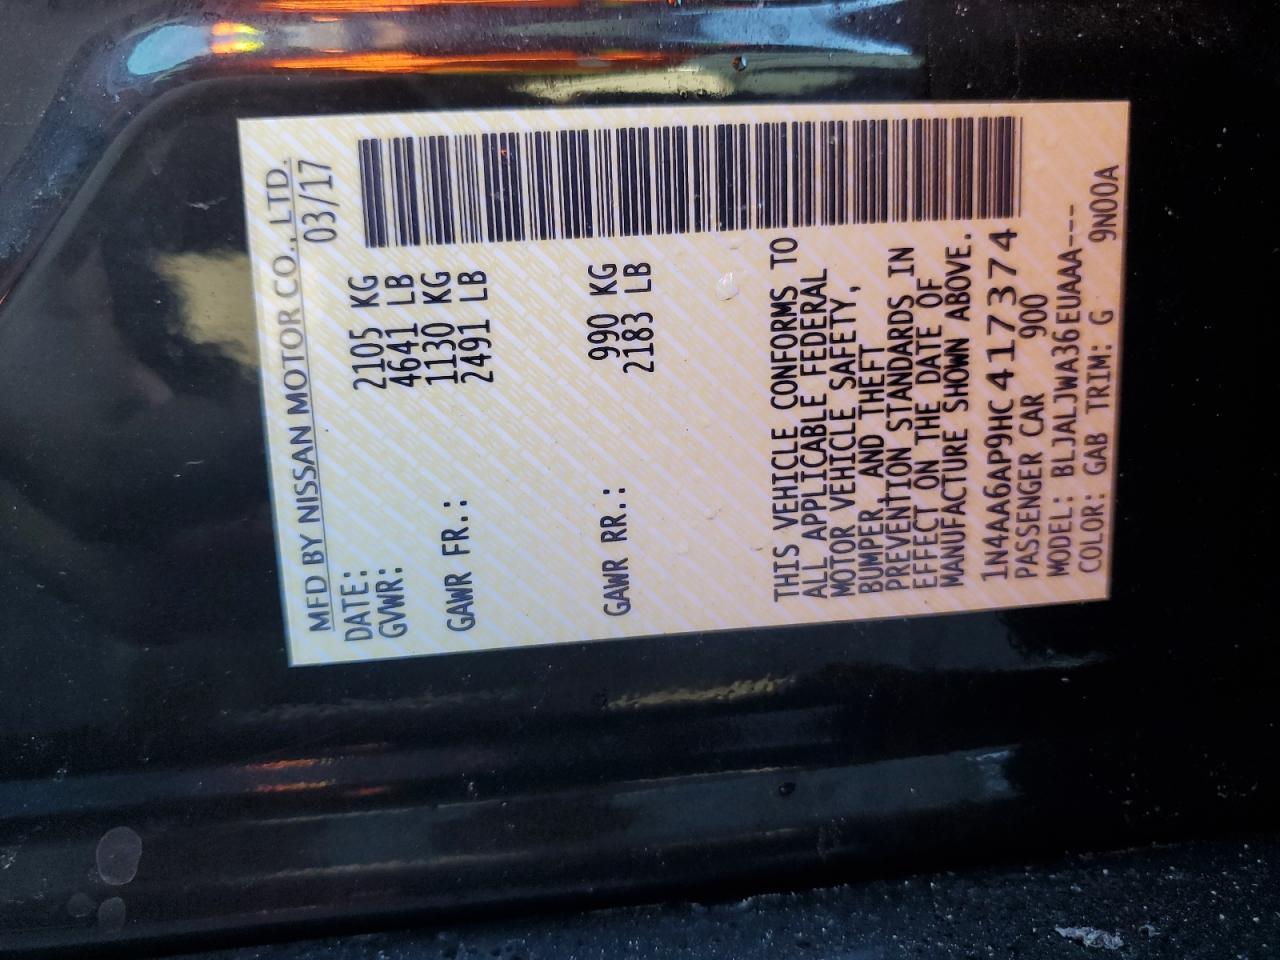 MFD BY NISSAN MOTOR CO., LTD.
DATE: 03/17
GVWR: 2105 KG
4641 LB
GAWR FR.: 1130 KG
2491 LB
GAWR RR.: 990 KG
2183 LB
THIS VEHICLE CONFORMS TO
ALL APPLICABLE FEDERAL
MOTOR VEHICLE SAFETY,
BUMPER, AND THEFT
PREVENTION STANDARDS IN
EFFECT ON THE DATE OF
MANUFACTURE SHOWN ABOVE.
1N4AA6AP9HC417374
PASSENGER CAR 900
MODEL: BLJALJWA36EUAAA---
COLOR: GAB TRIM: G 9N00A